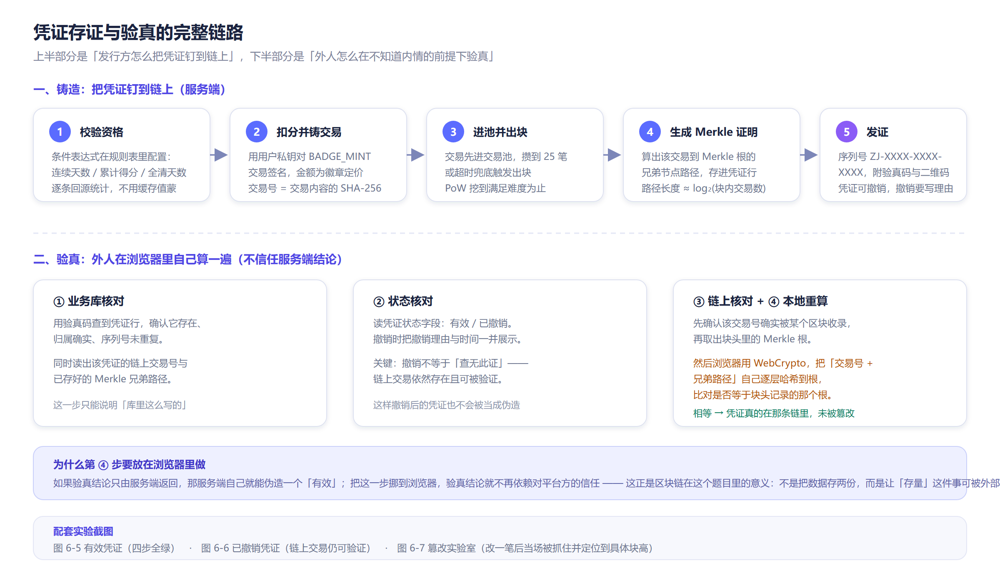 凭证存证与验真的完整链路
上半部分是「发行方怎么把凭证钉到链上」，下半部分是「外人怎么在不知道内情的前提下验真」
一、铸造：把凭证钉到链上（服务端）
1 校验资格
条件表达式在规则表里配置：
连续天数 / 累计得分 / 全清天数
逐条回源统计，不用缓存值蒙
2 扣分并铸交易
用用户私钥对 BADGE_MINT
交易签名，金额为徽章定价
交易号 = 交易内容的 SHA-256
3 进池并出块
交易先进交易池，攒到 25 笔
或超时兜底触发出块
PoW 挖到满足难度为止
4 生成 Merkle 证明
算出该交易到 Merkle 根的
兄弟节点路径，存进凭证行
路径长度 ≈ log₂(块内交易数)
5 发证
序列号 ZJ-XXXX-XXXX-
XXXX，附验真码与二维码
凭证可撤销，撤销要写理由
二、验真：外人在浏览器里自己算一遍（不信任服务端结论）
① 业务库核对
用验真码查到凭证行，确认它存在、
归属确实、序列号未重复。
同时读出该凭证的链上交易号与
已存好的 Merkle 兄弟路径。
这一步只能说明「库里这么写的」
② 状态核对
读凭证状态字段：有效 / 已撤销。
撤销时把撤销理由与时间一并展示。
关键：撤销不等于「查无此证」——
链上交易依然存在且可被验证。
这样撤销后的凭证也不会被当成伪造
③ 链上核对 + ④ 本地重算
先确认该交易号确实被某个区块收录，
再取出块头里的 Merkle 根。
然后浏览器用 WebCrypto，把「交易号 +
兄弟路径」自己逐层哈希到根，
比对是否等于块头记录的那个根。
相等 → 凭证真的在那条链里，未被篡改
为什么第 ④ 步要放在浏览器里做
如果验真结论只由服务端返回，那服务端自己就能伪造一个「有效」；把这一步挪到浏览器，验真结论就不再依赖对平台方的信任 —— 这正是区块链在这个题目里的意义：不是把数据存两份，而是让「存量」这件事可被外部
配套实验截图
图 6-5 有效凭证（四步全绿） · 图 6-6 已撤销凭证（链上交易仍可验证） · 图 6-7 篡改实验室（改一笔后当场被抓住并定位到具体块高）